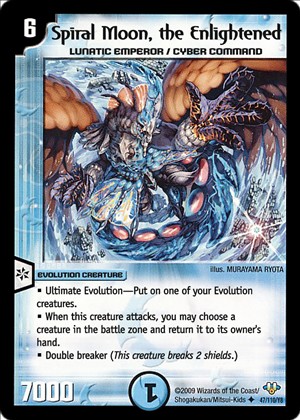 6
Spiral Moon, the Enlightened
LUNATIC EMPEROR / CYBER COMMAND
illus. MURAYAMA RYOTA
EVOLUTION CREATURE
• Ultimate Evolution—Put on one of your Evolution
creatures.
• When this creature attacks, you may choose a
creature in the battle zone and return it to its owner's
hand.
• Double breaker (This creature breaks 2 shields.)
7000
1
©2009 Wizards of the Coast/
Shogakukan/Mitsui-Kids
47/110/Y8